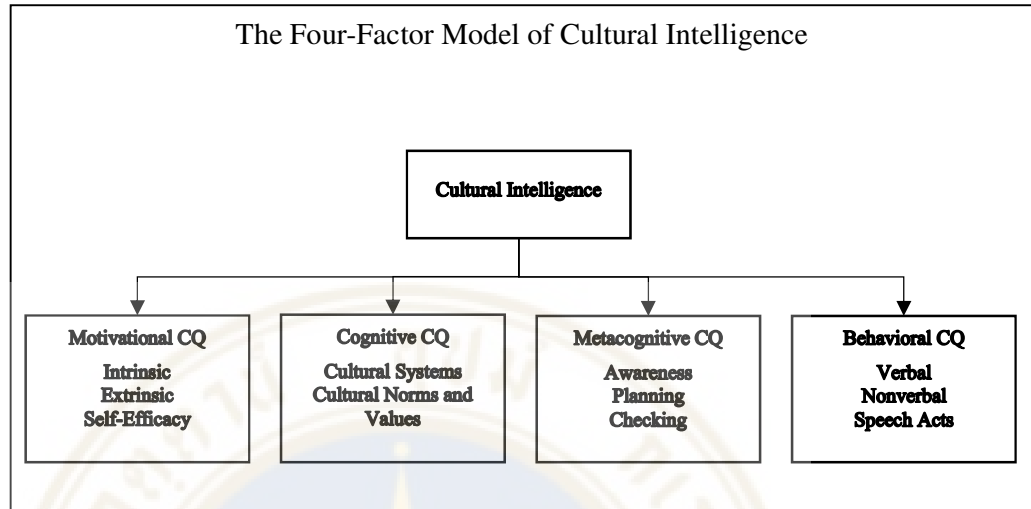 The Four-Factor Model of Cultural Intelligence
Cultural Intelligence
Motivational CQ
Intrinsic
Extrinsic
Self-Efficacy
Cognitive CQ
Cultural Systems
Cultural Norms and
Values
Metacognitive CQ
Awareness
Planning
Checking
Behavioral CQ
Verbal
Nonverbal
Speech Acts